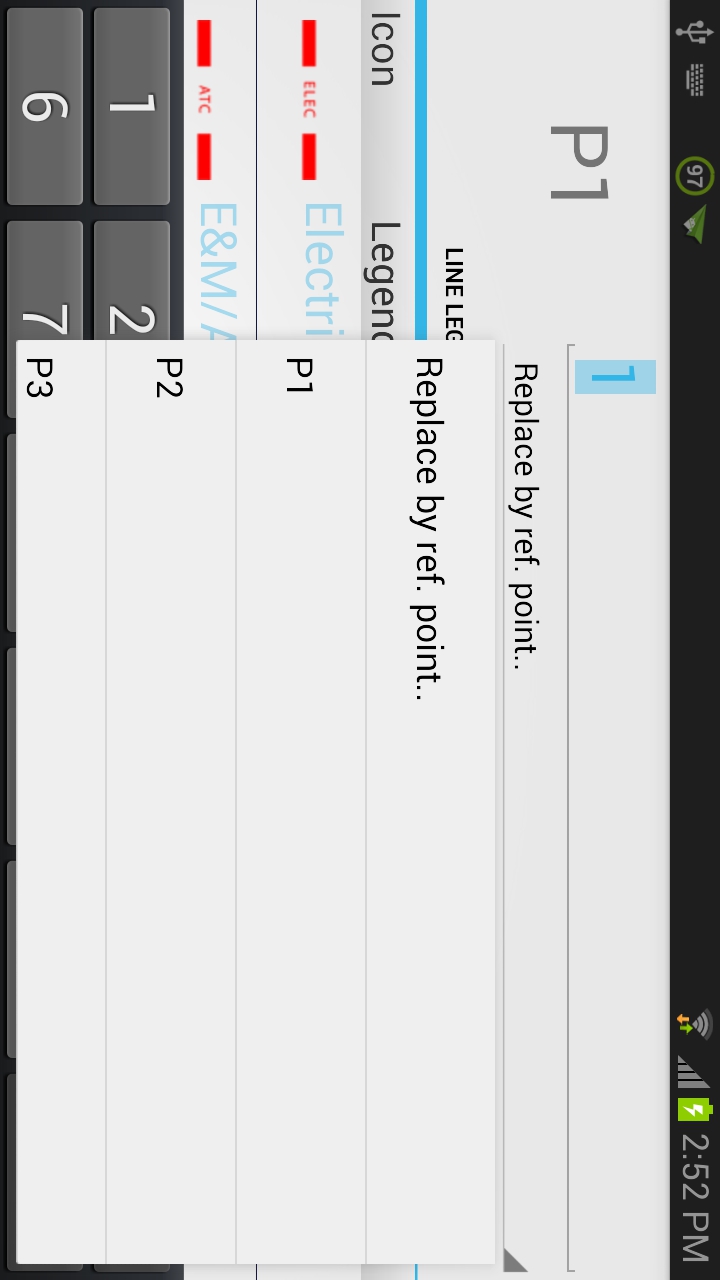 97
2:52 PM
P1
1
Replace by ref. point..
LINE LEG
Replace by ref. point..
Icon
Legend
P1
ELEC
Electri
P2
ATC
E&M/A
P3
1
2
6
7